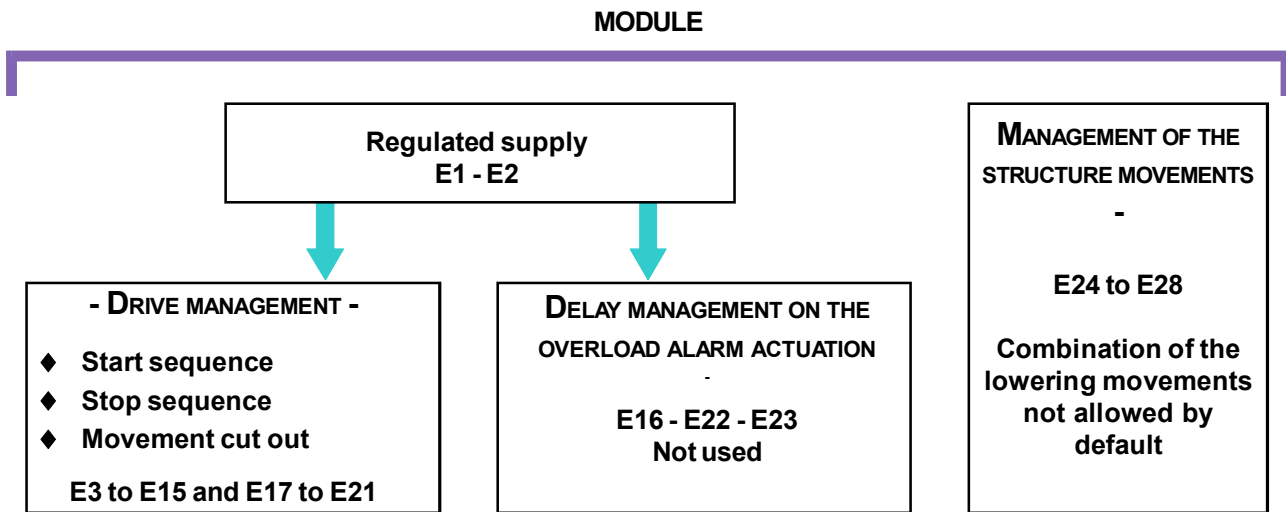 MODULE
Regulated supply
E1 - E2
- DRIVE MANAGEMENT -
♦ Start sequence
♦ Stop sequence
♦ Movement cut out
E3 to E15 and E17 to E21
DELAY MANAGEMENT ON THE
OVERLOAD ALARM ACTUATION
-
E16 - E22 - E23
Not used
MANAGEMENT OF THE
STRUCTURE MOVEMENTS
-
E24 to E28
Combination of the
lowering movements
not allowed by
default